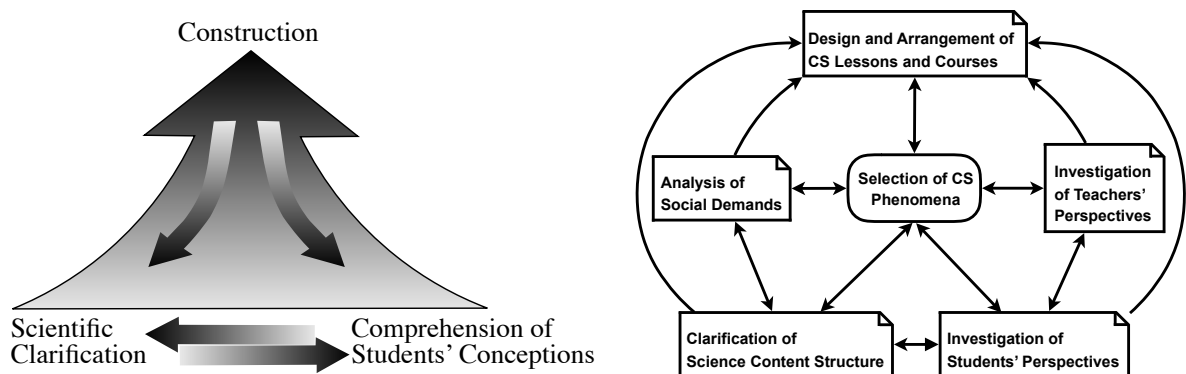 Construction
Scientific
Clarification
Comprehension of
Students' Conceptions
Design and Arrangement of
CS Lessons and Courses
Analysis of
Social Demands
Selection of CS
Phenomena
Investigation
of Teachers'
Perspectives
Clarification of
Science Content Structure
Investigation of
Students' Perspectives